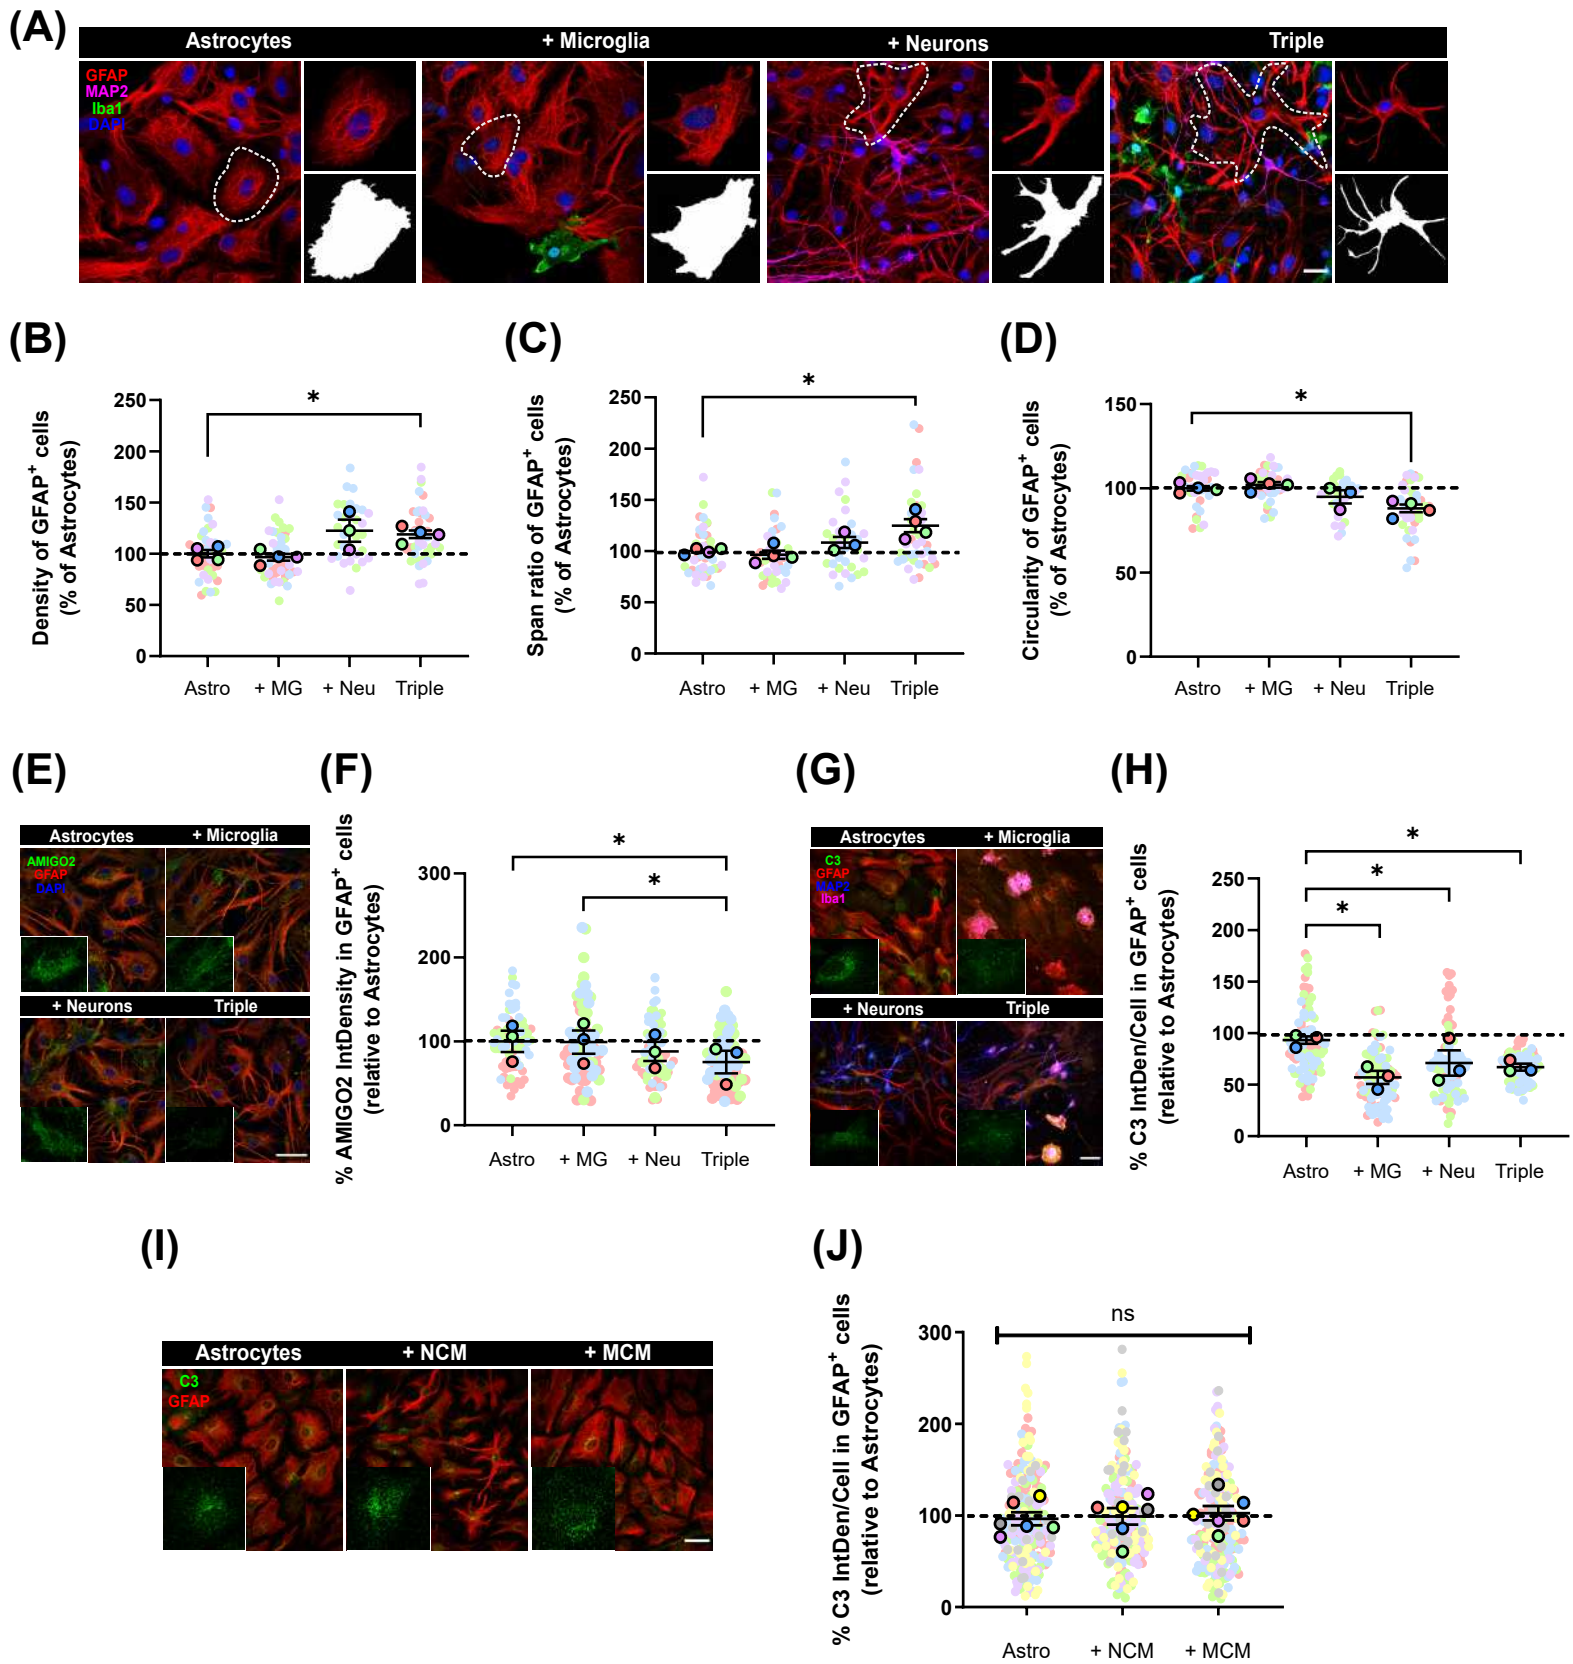 (A)
Astrocytes
+ Microglia
+ Neurons
Triple
GFAP
MAP2
Iba1
DAPI
(B)
Density of GFAP+ cells
(% of Astrocytes)
250
200
150
100
50
0
*
Astro
+ MG
+ Neu
Triple
(C)
Span ratio of GFAP+ cells
(% of Astrocytes)
250
200
150
100
50
0
*
Astro
+ MG
+ Neu
Triple
(D)
Circularity of GFAP+ cells
(% of Astrocytes)
150
100
50
0
*
Astro
+ MG
+ Neu
Triple
(E)
Astrocytes
+ Microglia
AMIGO2
GFAP
DAPI
+ Neurons
Triple
(F)
% AMIGO2 IntDensity in GFAP+ cells
(relative to Astrocytes)
300
200
100
0
*
*
Astro
+ MG
+ Neu
Triple
(G)
Astrocytes
+ Microglia
C3
GFAP
MAP2
Iba1
+ Neurons
Triple
(H)
% C3 IntDen/Cell in GFAP+ cells
(relative to Astrocytes)
250
200
150
100
50
0
*
*
*
Astro
+ MG
+ Neu
Triple
(I)
Astrocytes
+ NCM
+ MCM
C3
GFAP
(J)
% C3 IntDen/Cell in GFAP+ cells
(relative to Astrocytes)
300
200
100
0
ns
Astro
+ NCM
+ MCM